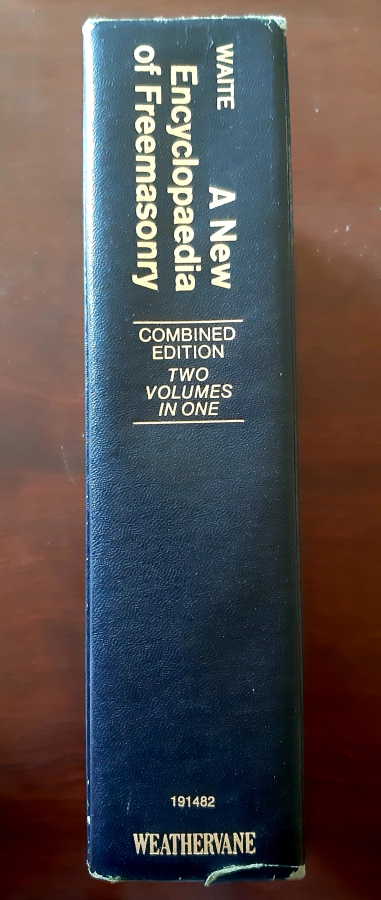 WAITE
A New
Encyclopaedia
of Freemasonry
COMBINED
EDITION
TWO
VOLUMES
IN ONE
191482
WEATHERVANE